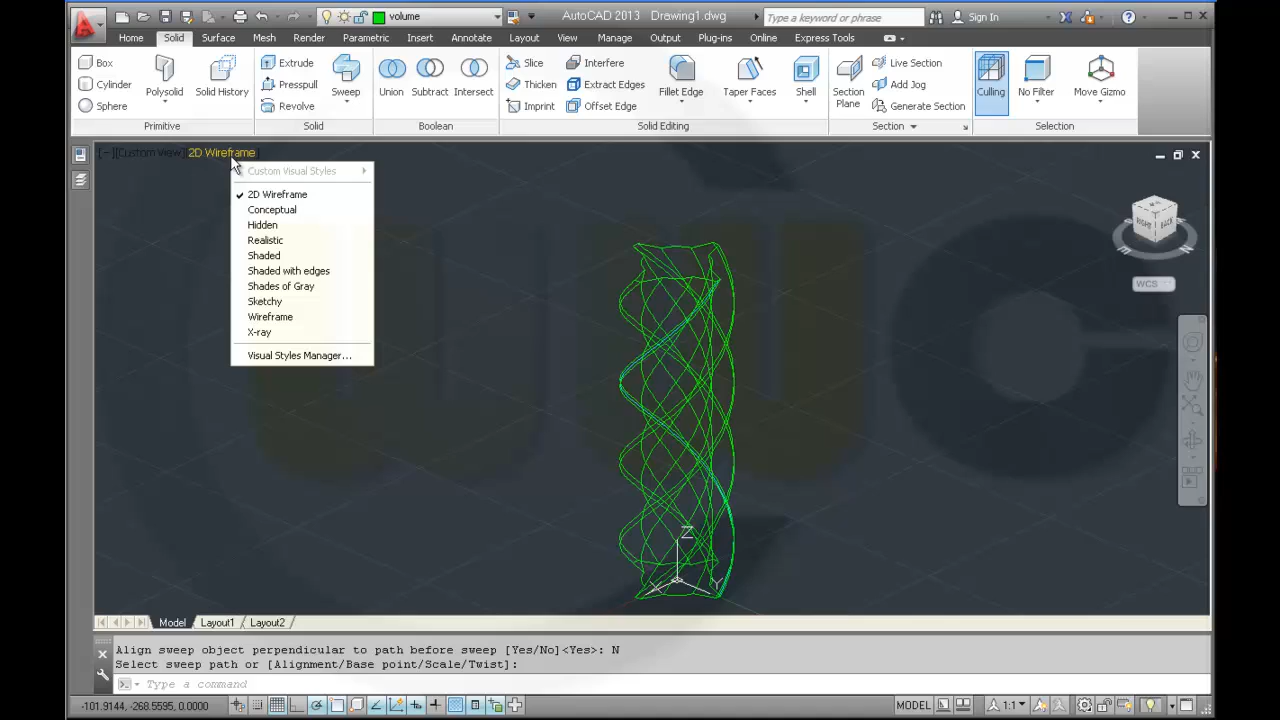 volume
AutoCAD 2013 Drawing1.dwg
Type a keyword or phrase
Sign In
Home Solid Surface Mesh Render Parametric Insert Annotate Layout View Manage Output Plug-ins Online Express Tools
Box
Cylinder
Sphere
Polysolid
Solid History
Primitive
Extrude
Presspull
Revolve
Sweep
Solid
Union
Subtract
Intersect
Boolean
Slice
Thicken
Imprint
Interfere
Extract Edges
Offset Edge
Fillet Edge
Taper Faces
Shell
Solid Editing
Section
Plane
Live Section
Add Jog
Generate Section
Section
Culling
No Filter
Move Gizmo
Selection
[−][Custom View][2D Wireframe]
Custom Visual Styles
2D Wireframe
Conceptual
Hidden
Realistic
Shaded
Shaded with edges
Shades of Gray
Sketchy
Wireframe
X-ray
Visual Styles Manager...
RIGHT BACK
WCS
Z
X Y
Model Layout1 Layout2
Align sweep object perpendicular to path before sweep [Yes/No]<Yes>: N
Select sweep path or [Alignment/Base point/Scale/Twist]:
Type a command
-101.9144, -268.5595, 0.0000
MODEL
1:1